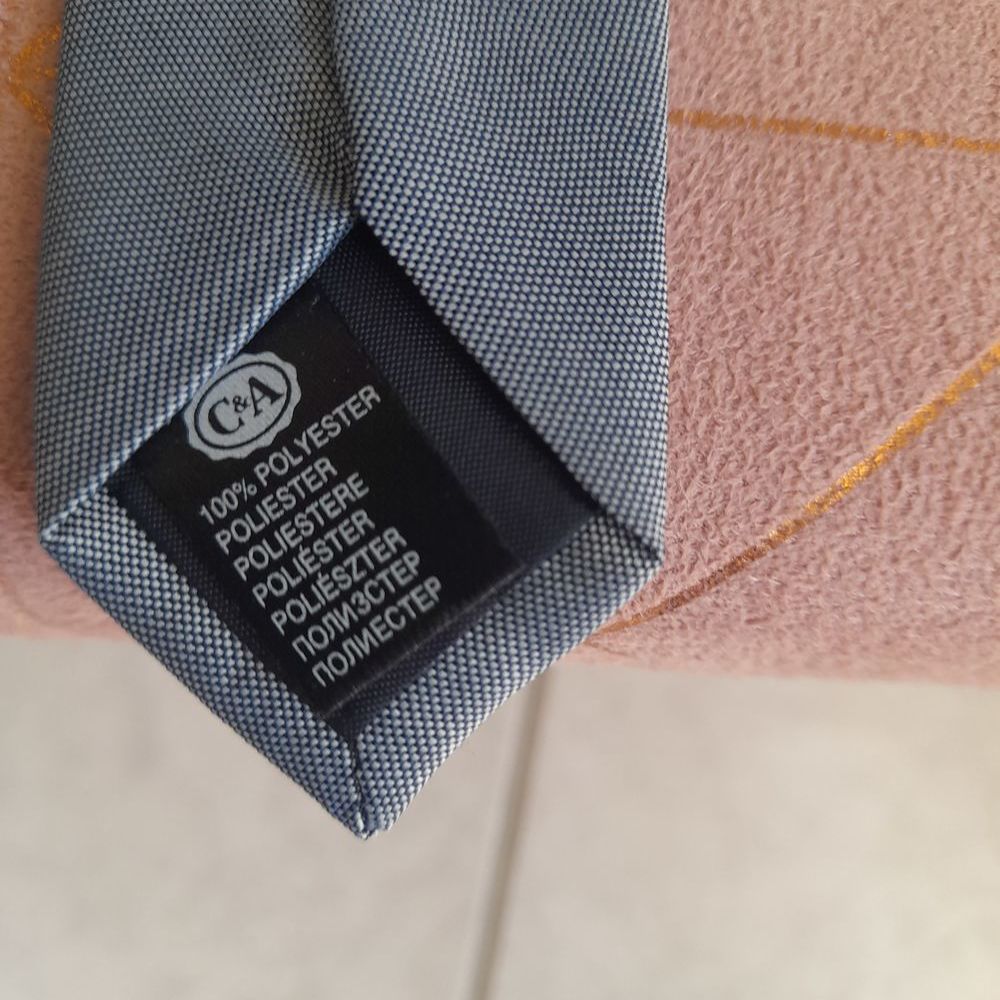 C&A
100% POLYESTER
POLIESTER
POLIESTERE
POLIÉSTER
POLIÉSZTER
ПОЛИЗСТЕР
ПОЛИЕСТЕР